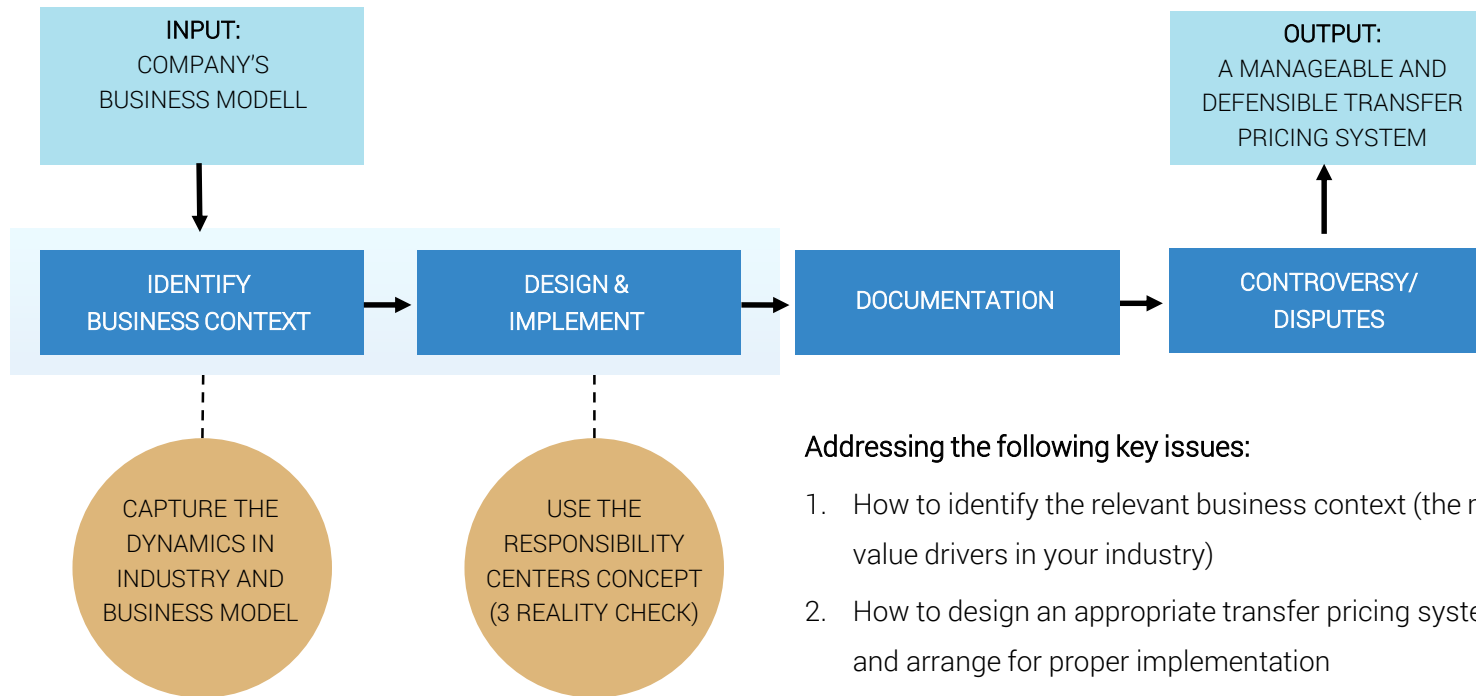 INPUT:
COMPANY'S
BUSINESS MODELL
OUTPUT:
A MANAGEABLE AND
DEFENSIBLE TRANSFER
PRICING SYSTEM
IDENTIFY
BUSINESS CONTEXT
DESIGN &
IMPLEMENT
DOCUMENTATION
CONTROVERSY/
DISPUTES
CAPTURE THE
DYNAMICS IN
INDUSTRY AND
BUSINESS MODEL
USE THE
RESPONSIBILITY
CENTERS CONCEPT
(3 REALITY CHECK)
Addressing the following key issues:
1. How to identify the relevant business context (the
value drivers in your industry)
2. How to design an appropriate transfer pricing
and arrange for proper implementation